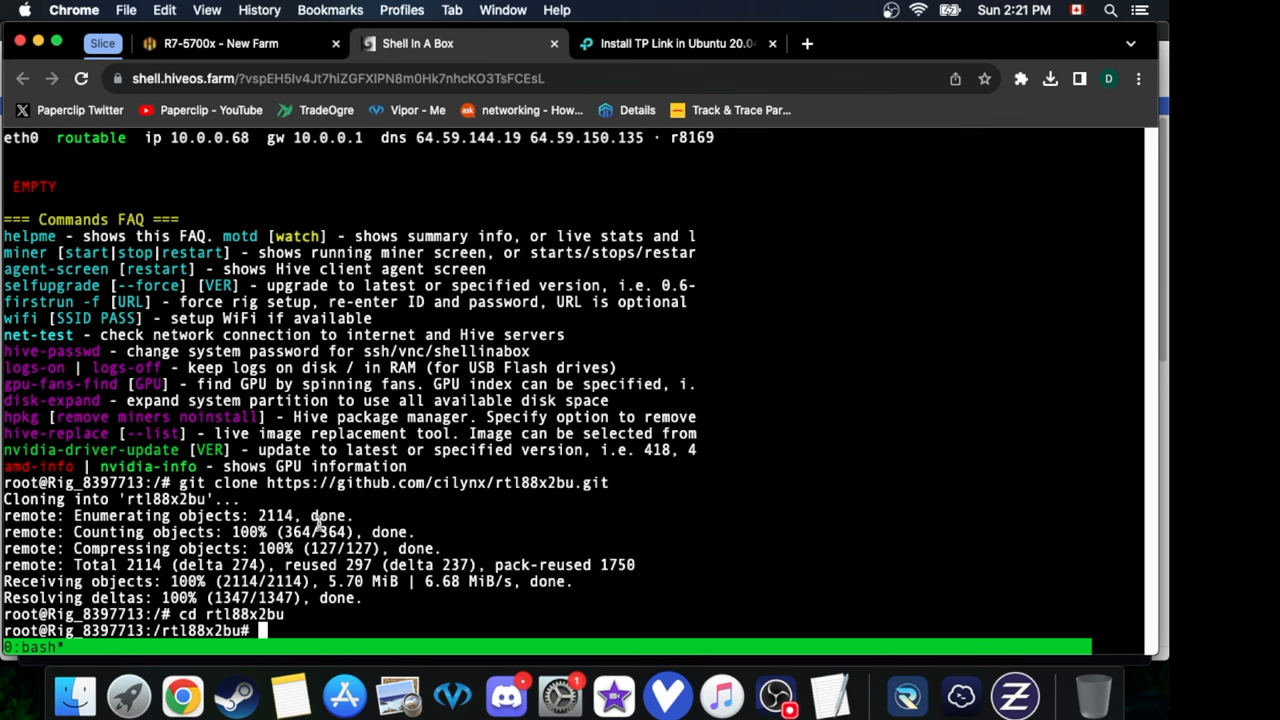 Chrome File Edit View History Bookmarks Profiles Tab Window Help Sun 2:21 PM
Slice R7-5700x - New Farm Shell In A Box Install TP Link in Ubuntu 20.04
shell.hiveos.farm/?vspEH5Iv4Jt7hiZGFXIPN8m0Hk7nhcKO3TsFCEsL D
Paperclip Twitter Paperclip - YouTube TradeOgre Vipor - Me networking - How... Details Track & Trace Par...
eth0 routable ip 10.0.0.68 gw 10.0.0.1 dns 64.59.144.19 64.59.150.135 · r8169
EMPTY
=== Commands FAQ ===
helpme - shows this FAQ. motd [watch] - shows summary info, or live stats and l
miner [start|stop|restart] - shows running miner screen, or starts/stops/restar
agent-screen [restart] - shows Hive client agent screen
selfupgrade [--force] [VER] - upgrade to latest or specified version, i.e. 0.6-
firstrun -f [URL] - force rig setup, re-enter ID and password, URL is optional
wifi [SSID PASS] - setup WiFi if available
net-test - check network connection to internet and Hive servers
hive-passwd - change system password for ssh/vnc/shellinabox
logs-on | logs-off - keep logs on disk / in RAM (for USB Flash drives)
gpu-fans-find [GPU] - find GPU by spinning fans. GPU index can be specified, i.
disk-expand - expand system partition to use all available disk space
hpkg [remove miners noinstall] - Hive package manager. Specify option to remove
hive-replace [--list] - live image replacement tool. Image can be selected from
nvidia-driver-update [VER] - update to latest or specified version, i.e. 418, 4
amd-info | nvidia-info - shows GPU information
root@Rig_8397713:/# git clone https://github.com/cilynx/rtl88x2bu.git
Cloning into 'rtl88x2bu'...
remote: Enumerating objects: 2114, done.
remote: Counting objects: 100% (364/364), done.
remote: Compressing objects: 100% (127/127), done.
remote: Total 2114 (delta 274), reused 297 (delta 237), pack-reused 1750
Receiving objects: 100% (2114/2114), 5.70 MiB | 6.68 MiB/s, done.
Resolving deltas: 100% (1347/1347), done.
root@Rig_8397713:/# cd rtl88x2bu
root@Rig_8397713:/rtl88x2bu#
0:bash*
1